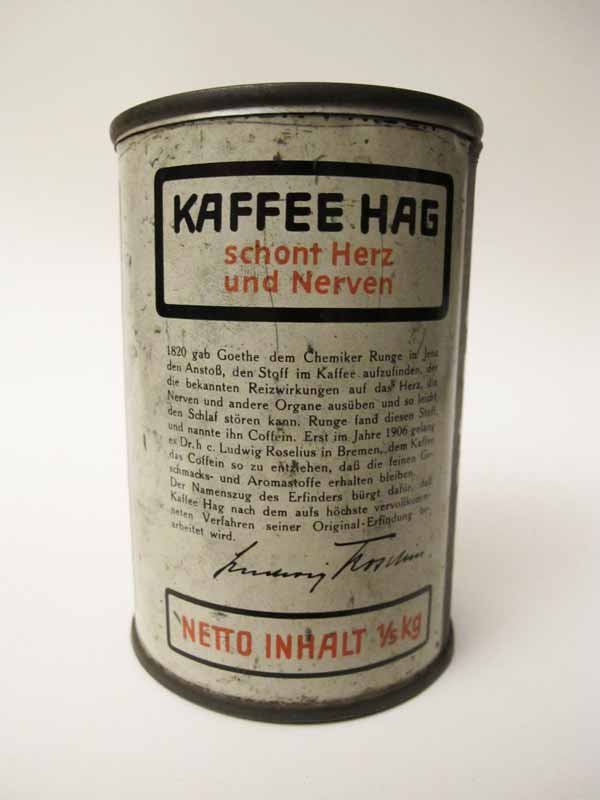 KAFFEE HAG
schont Herz
und Nerven
1820 gab Goethe dem Chemiker Runge in Jena
den Anstoß, den Stoff im Kaffee aufzufinden, der
die bekannten Reizwirkungen auf das Herz, die
Nerven und andere Organe ausüben und so leicht
den Schlaf stören kann. Runge fand diesen Stoff,
und nannte ihn Coffein. Erst im Jahre 1906 gelang
es Dr. h c. Ludwig Roselius in Bremen, dem Kaffee
das Coffein so zu entziehen, daß die feinen Ge-
schmacks- und Aromastoffe erhalten bleiben.
Der Namenszug des Erfinders bürgt dafür, daß
Kaffee Hag nach dem aufs höchste vervollkomm-
neten Verfahren seiner Original-Erfindung be-
arbeitet wird.
Ludwig Roselius.
NETTO INHALT 1/5 kg